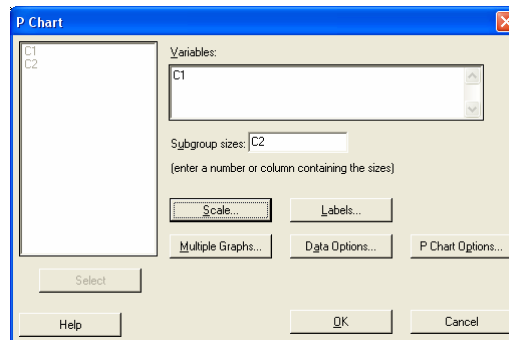 P Chart
C1
C2
Variables:
C1
Subgroup sizes: C2
(enter a number or column containing the sizes)
Scale...
Labels...
Multiple Graphs...
Data Options...
P Chart Options...
Select
Help
OK
Cancel